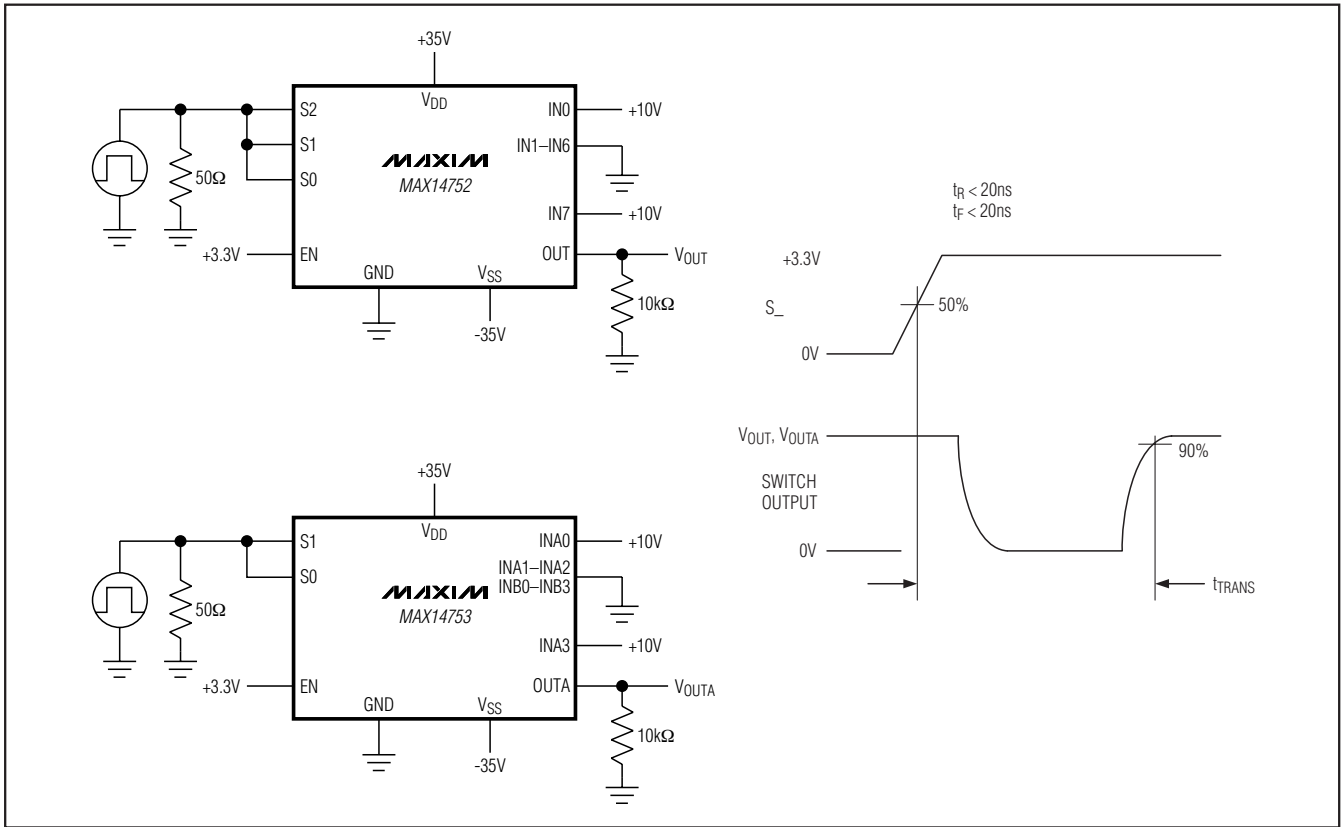 +35V
VDD
S2
S1
S0
50Ω
MAXIM
MAX14752
IN0
+10V
IN1–IN6
IN7
+10V
+3.3V
EN
OUT
VOUT
GND
VSS
10kΩ
-35V
+35V
VDD
S1
S0
50Ω
MAXIM
MAX14753
INA0
+10V
INA1–INA2
INB0–INB3
INA3
+10V
+3.3V
EN
OUTA
VOUTA
GND
VSS
10kΩ
-35V
tR < 20ns
tF < 20ns
+3.3V
S_
50%
0V
VOUT, VOUTA
90%
SWITCH
OUTPUT
0V
tTRANS